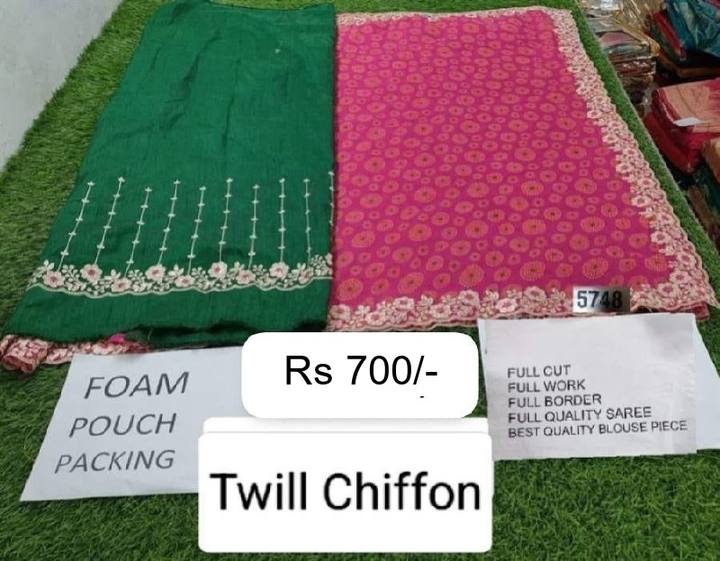 5748
Rs 700/-
FOAM
POUCH
PACKING
FULL CUT
FULL WORK
FULL BORDER
FULL QUALITY SAREE
BEST QUALITY BLOUSE PIECE
Twill Chiffon